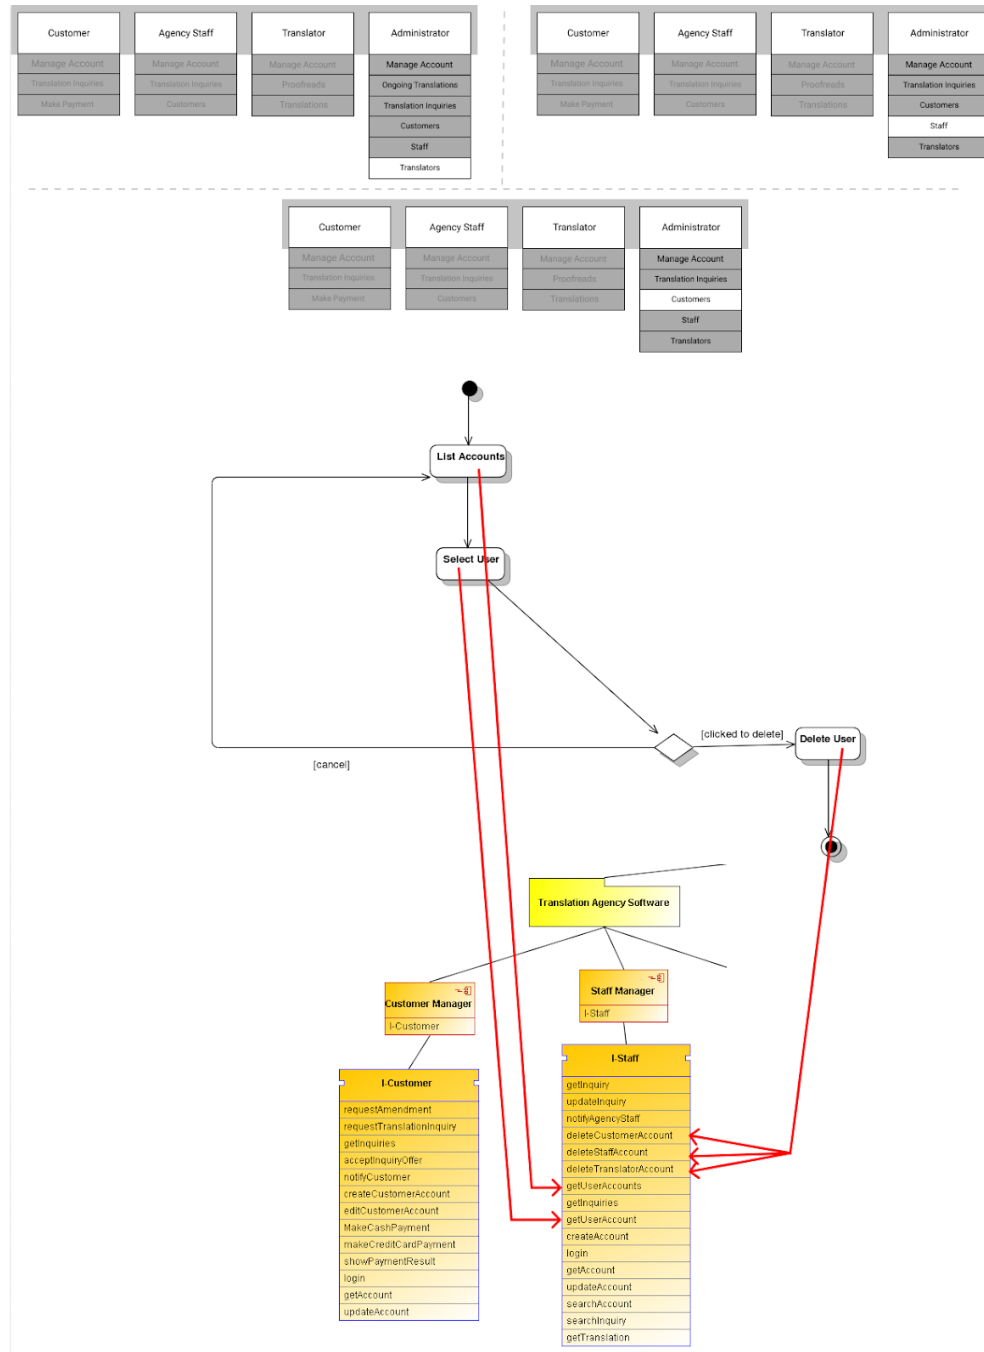 Customer
Agency Staff
Translator
Administrator
Manage Account
Manage Account
Manage Account
Manage Account
Translation Inquiries
Translation Inquiries
Proofreads
Ongoing Translations
Make Payment
Customers
Translations
Translation Inquiries
Customers
Staff
Translators
Customer
Agency Staff
Translator
Administrator
Manage Account
Manage Account
Manage Account
Manage Account
Translation Inquiries
Translation Inquiries
Proofreads
Translation Inquiries
Make Payment
Customers
Translations
Customers
Staff
Translators
Customer
Agency Staff
Translator
Administrator
Manage Account
Manage Account
Manage Account
Manage Account
Translation Inquiries
Translation Inquiries
Proofreads
Translation Inquiries
Make Payment
Customers
Translations
Customers
Staff
Translators
List Accounts
Select User
[clicked to delete]
Delete User
[cancel]
Translation Agency Software
Customer Manager
I-Customer
Staff Manager
I-Staff
I-Customer
requestAmendment
requestTranslationInquiry
getInquiries
acceptInquiryOffer
notifyCustomer
createCustomerAccount
editCustomerAccount
MakeCashPayment
makeCreditCardPayment
showPaymentResult
login
getAccount
updateAccount
I-Staff
getInquiry
updateInquiry
notifyAgencyStaff
deleteCustomerAccount
deleteStaffAccount
deleteTranslatorAccount
getUserAccounts
getInquiries
getUserAccount
createAccount
login
getAccount
updateAccount
searchAccount
searchInquiry
getTranslation